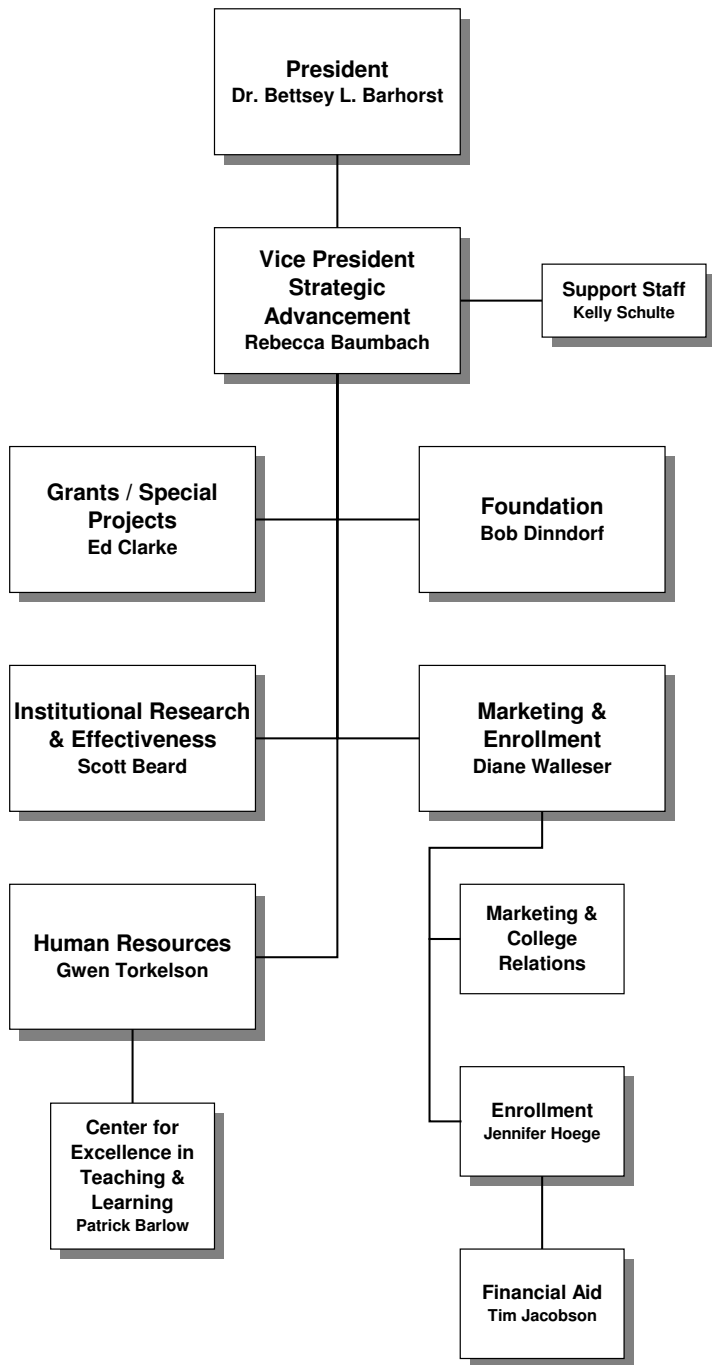 President
Dr. Bettsey L. Barhorst
Vice President
Strategic
Advancement
Rebecca Baumbach
Support Staff
Kelly Schulte
Grants / Special
Projects
Ed Clarke
Foundation
Bob Dinndorf
Institutional Research
& Effectiveness
Scott Beard
Marketing &
Enrollment
Diane Walleser
Human Resources
Gwen Torkelson
Marketing &
College
Relations
Center for
Excellence in
Teaching &
Learning
Patrick Barlow
Enrollment
Jennifer Hoege
Financial Aid
Tim Jacobson